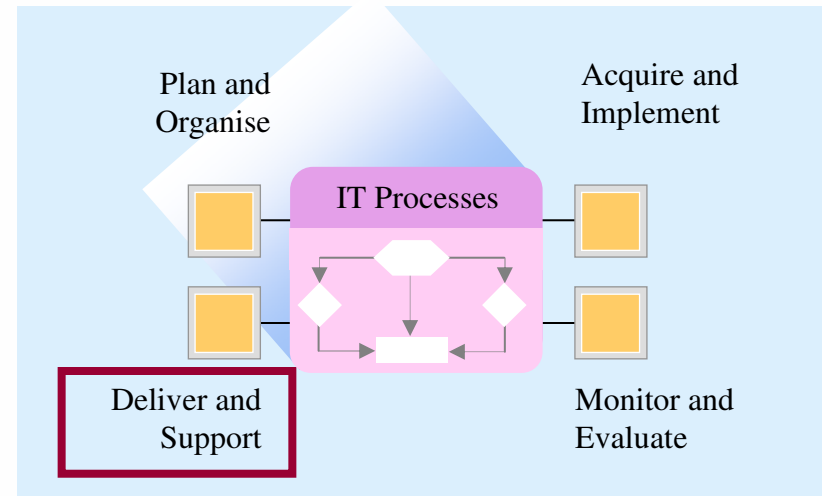 Plan and
Organise
Acquire and
Implement
IT Processes
Deliver and
Support
Monitor and
Evaluate